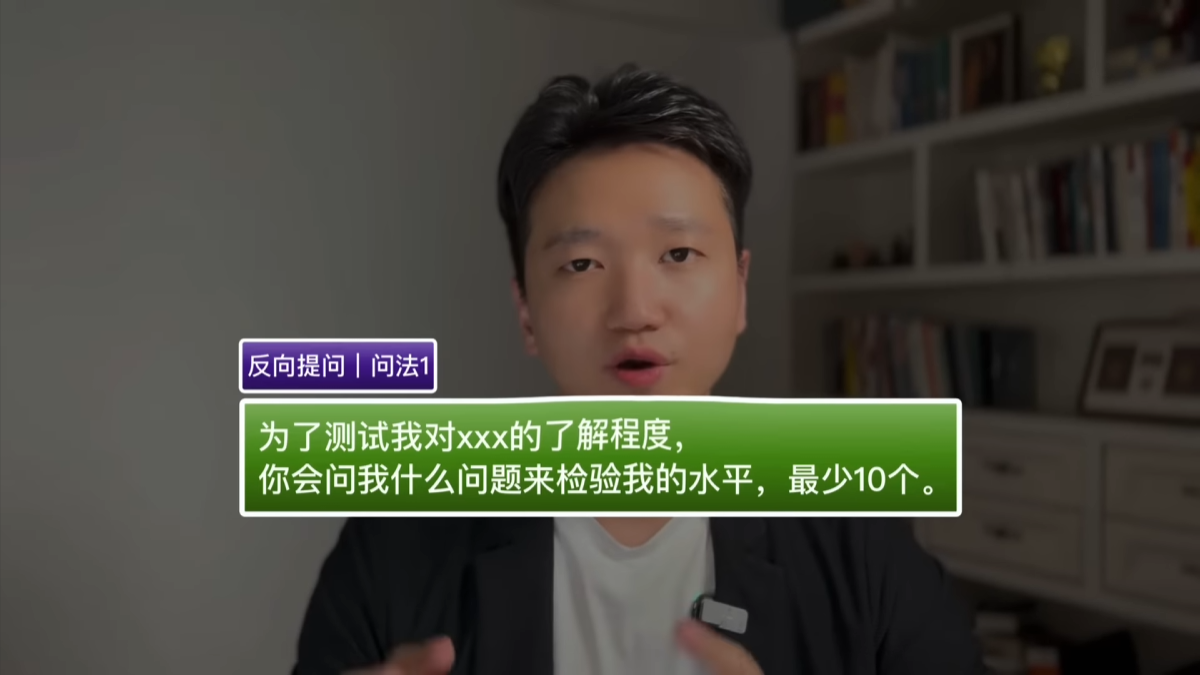 反向提问｜问法1
为了测试我对xxx的了解程度，
你会问我什么问题来检验我的水平，最少10个。